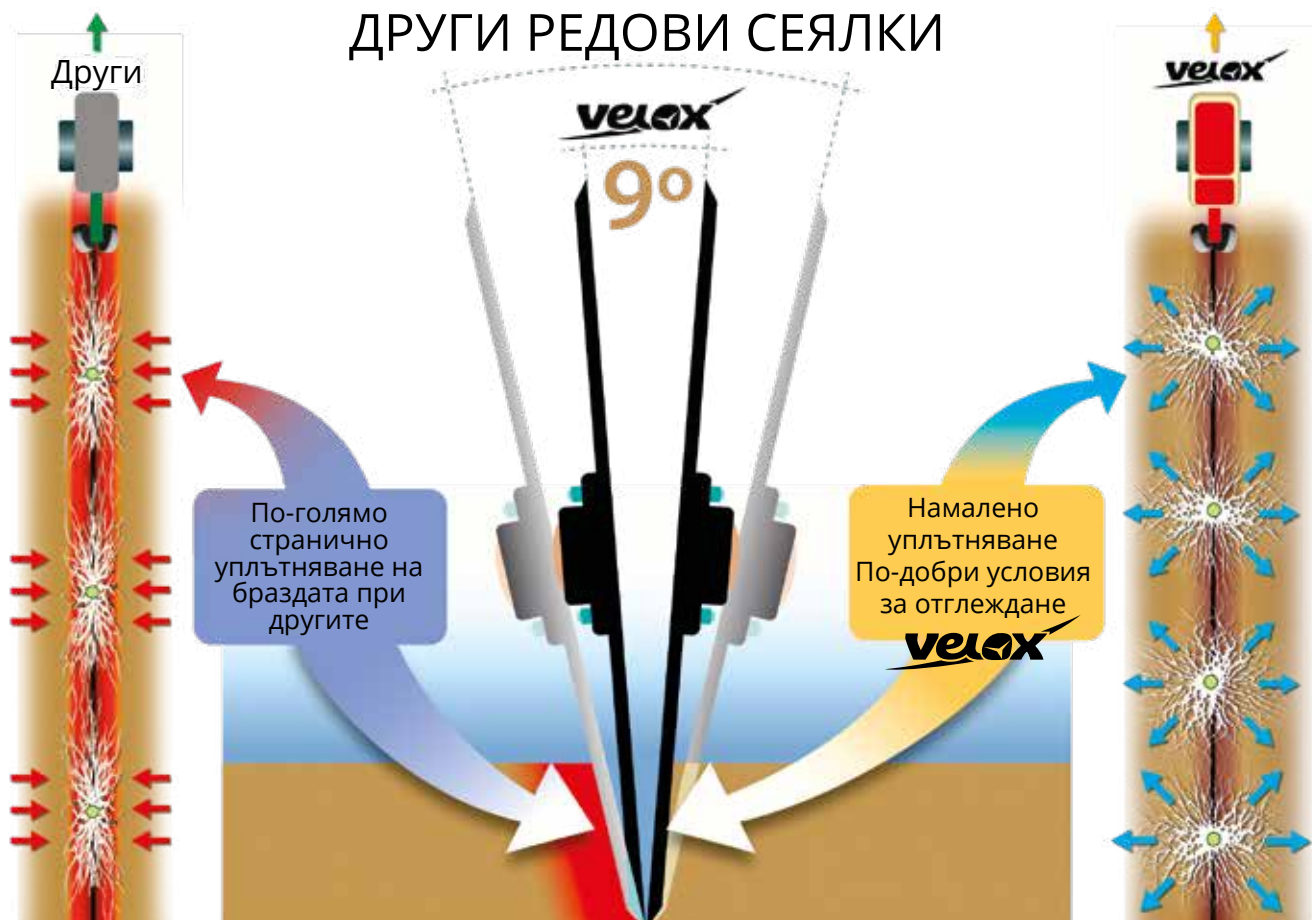 ДРУГИ РЕДОВИ СЕЯЛКИ
Други
velox
9º
velox
По-голямо
странично
уплътняване на
браздата при
другите
Намалено
уплътняване
По-добри условия
за отглеждане
velox